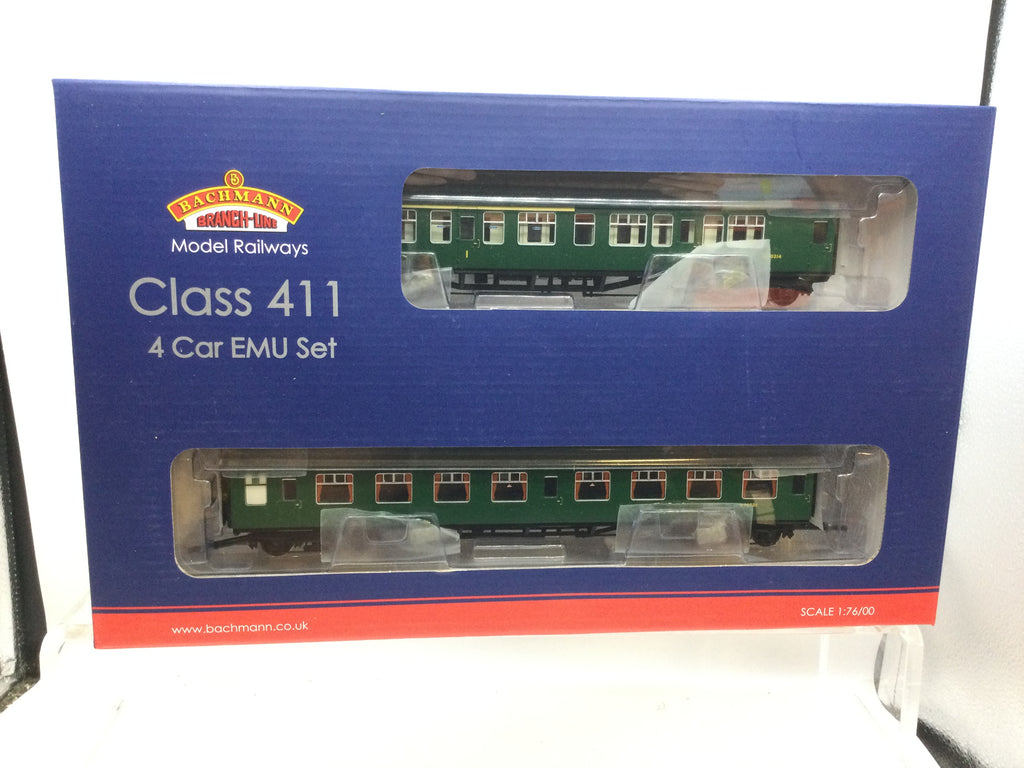 B
BACHMANN
BRANCH-LINE
Model Railways
Class 411
4 Car EMU Set
1
www.bachmann.co.uk
SCALE 1:76/00